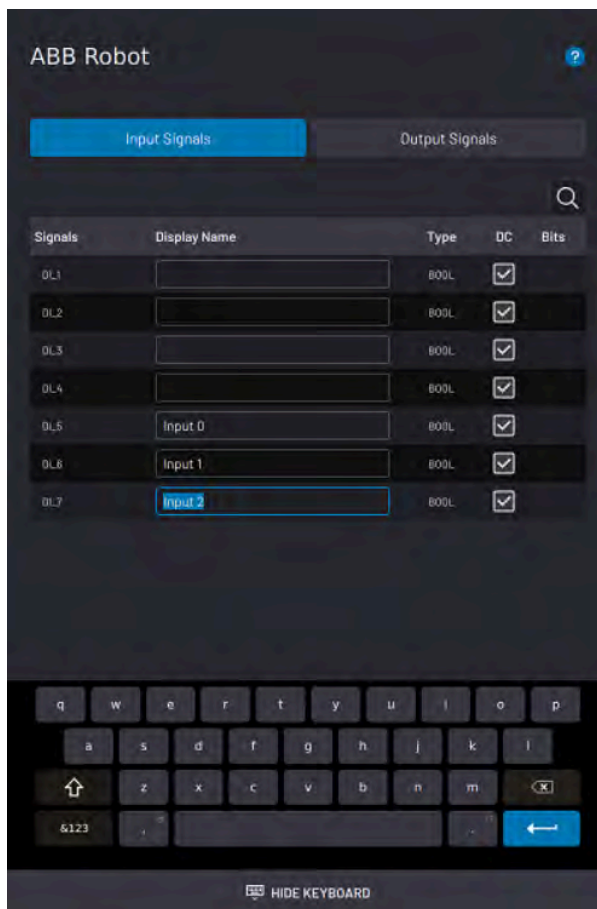 ABB Robot
?
Input Signals Output Signals
Signals Display Name Type DC Bits
DI_1 BOOL
DI_2 BOOL
DI_3 BOOL
DI_4 BOOL
DI_5 Input 0 BOOL
DI_6 Input 1 BOOL
DI_7 Input 2 BOOL
q w e r t y u i o p
a s d f g h j k l
z x c v b n m
&123 , .
HIDE KEYBOARD